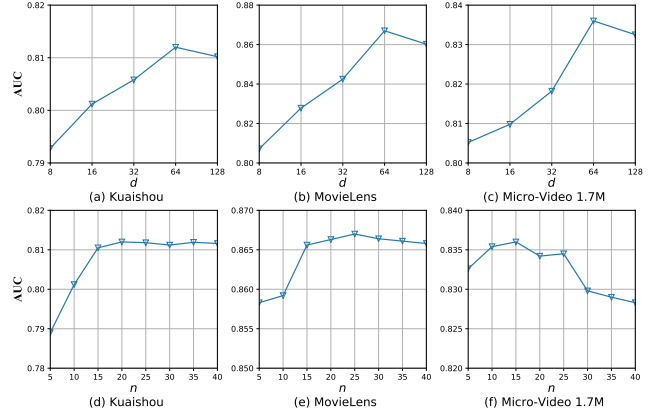 0.82
0.81
0.80
0.79
AUC
8 16 32 64 128
d
(a) Kuaishou
0.88
0.86
0.84
0.82
0.80
8 16 32 64 128
d
(b) MovieLens
0.84
0.83
0.82
0.81
0.80
8 16 32 64 128
d
(c) Micro-Video 1.7M
0.82
0.81
0.80
0.79
0.78
AUC
5 10 15 20 25 30 35 40
n
(d) Kuaishou
0.870
0.865
0.860
0.855
0.850
5 10 15 20 25 30 35 40
n
(e) MovieLens
0.840
0.835
0.830
0.825
0.820
5 10 15 20 25 30 35 40
n
(f) Micro-Video 1.7M